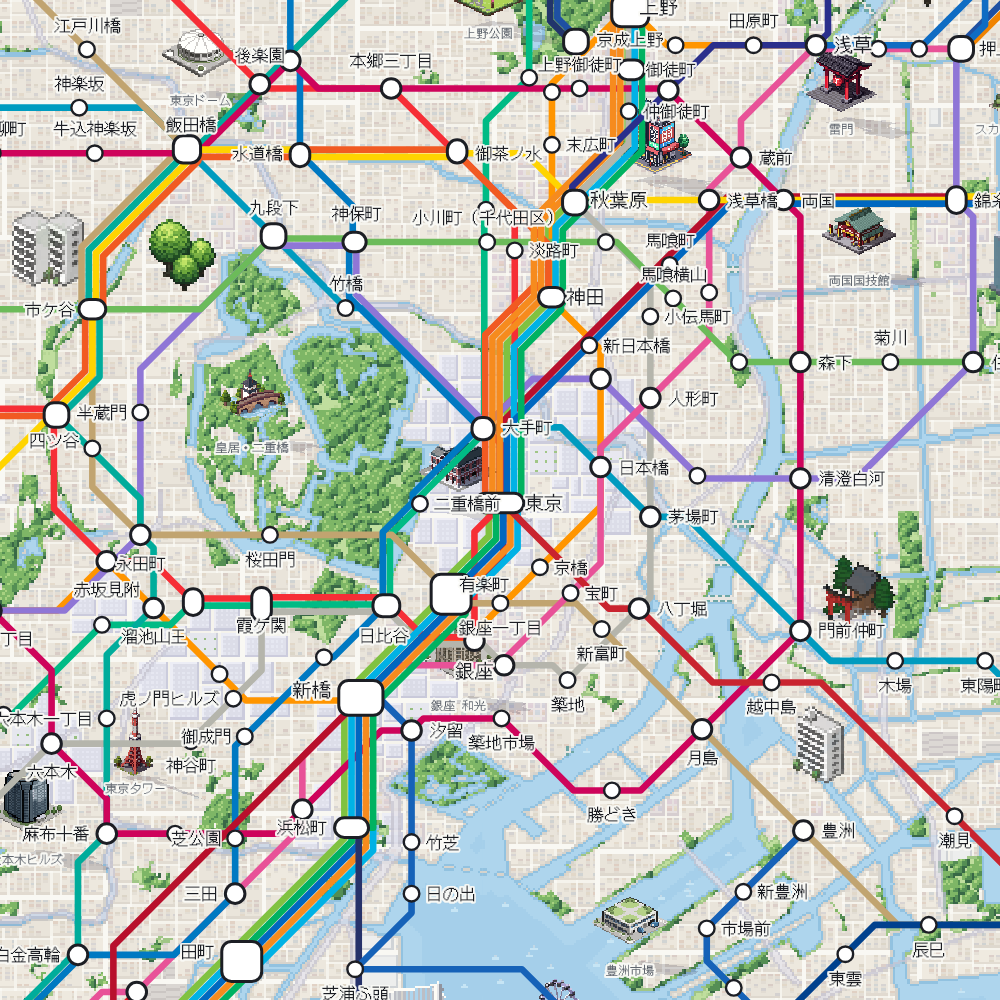 上野
江戸川橋
上野公園
京成上野
田原町
浅草
押上
後楽園
本郷三丁目
上野御徒町
御徒町
神楽坂
東京ドーム
仲御徒町
柳町
牛込神楽坂
飯田橋
雷門
スカ
水道橋
御茶ノ水
末広町
蔵前
九段下
神保町
小川町（千代田区）
秋葉原
浅草橋
両国
錦糸
淡路町
馬喰町
竹橋
馬喰横山
両国国技館
市ケ谷
神田
小伝馬町
新日本橋
菊川
森下
住
半蔵門
人形町
四ツ谷
大手町
皇居・二重橋
日本橋
清澄白河
二重橋前
東京
茅場町
永田町
桜田門
京橋
赤坂見附
有楽町
宝町
八丁堀
丁目
溜池山王
霞ケ関
日比谷
銀座一丁目
新富町
門前仲町
銀座
木場
東陽町
虎ノ門ヒルズ
新橋
銀座 和光
築地
越中島
六本木一丁目
御成門
汐留
築地市場
月島
六本木
神谷町
東京タワー
勝どき
麻布十番
芝公園
浜松町
竹芝
豊洲
潮見
六本木ヒルズ
三田
日の出
新豊洲
市場前
白金高輪
田町
豊洲市場
辰巳
東雲
芝浦ふ頭